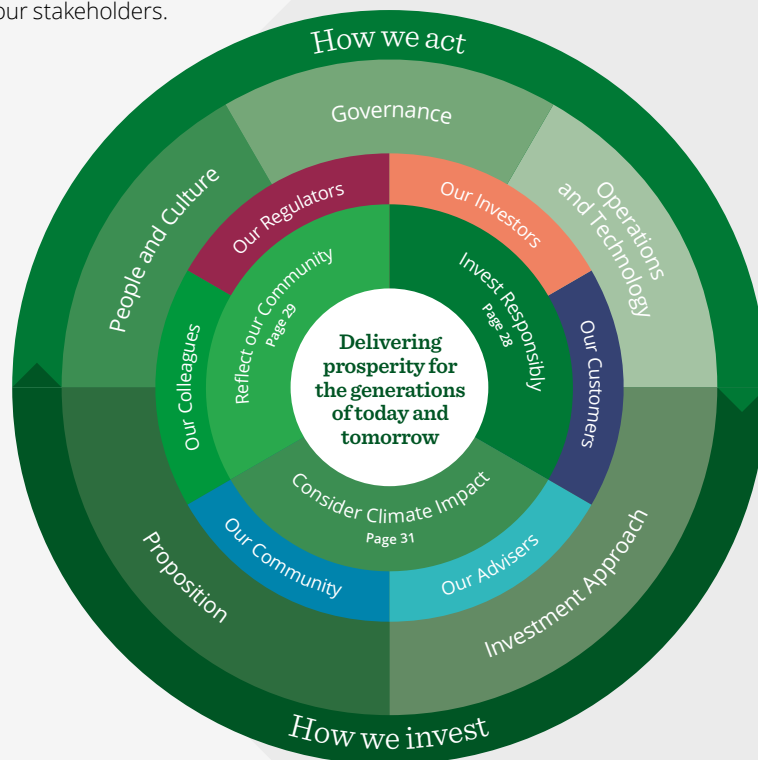 our stakeholders.
How we act
Governance
Operations
and Technology
People and Culture
Our Regulators
Our Investors
Reflect our Community
Page 29
Invest Responsibly
Page 28
Our Colleagues
Our Customers
Delivering
prosperity for
the generations
of today and
tomorrow
Consider Climate Impact
Page 31
Our Community
Our Advisers
Proposition
Investment Approach
How we invest